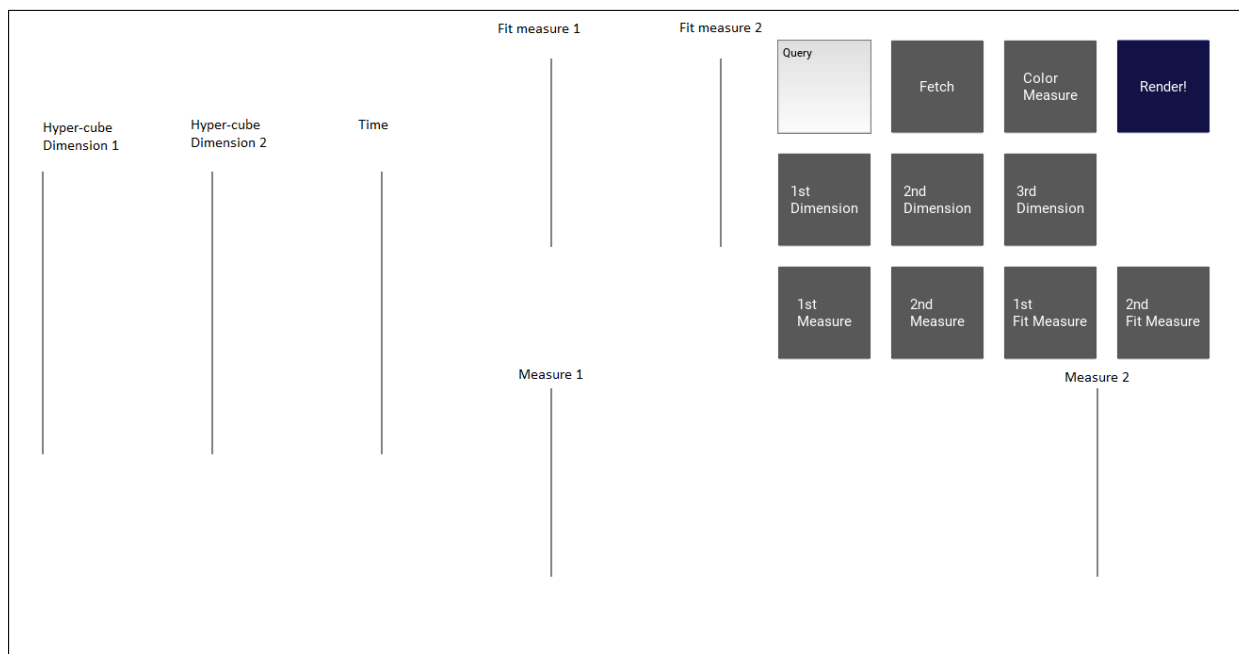 Fit measure 1
Fit measure 2
Query
Fetch
Color
Measure
Render!
Hyper-cube
Dimension 1
Hyper-cube
Dimension 2
Time
1st
Dimension
2nd
Dimension
3rd
Dimension
1st
Measure
2nd
Measure
1st
Fit Measure
2nd
Fit Measure
Measure 1
Measure 2